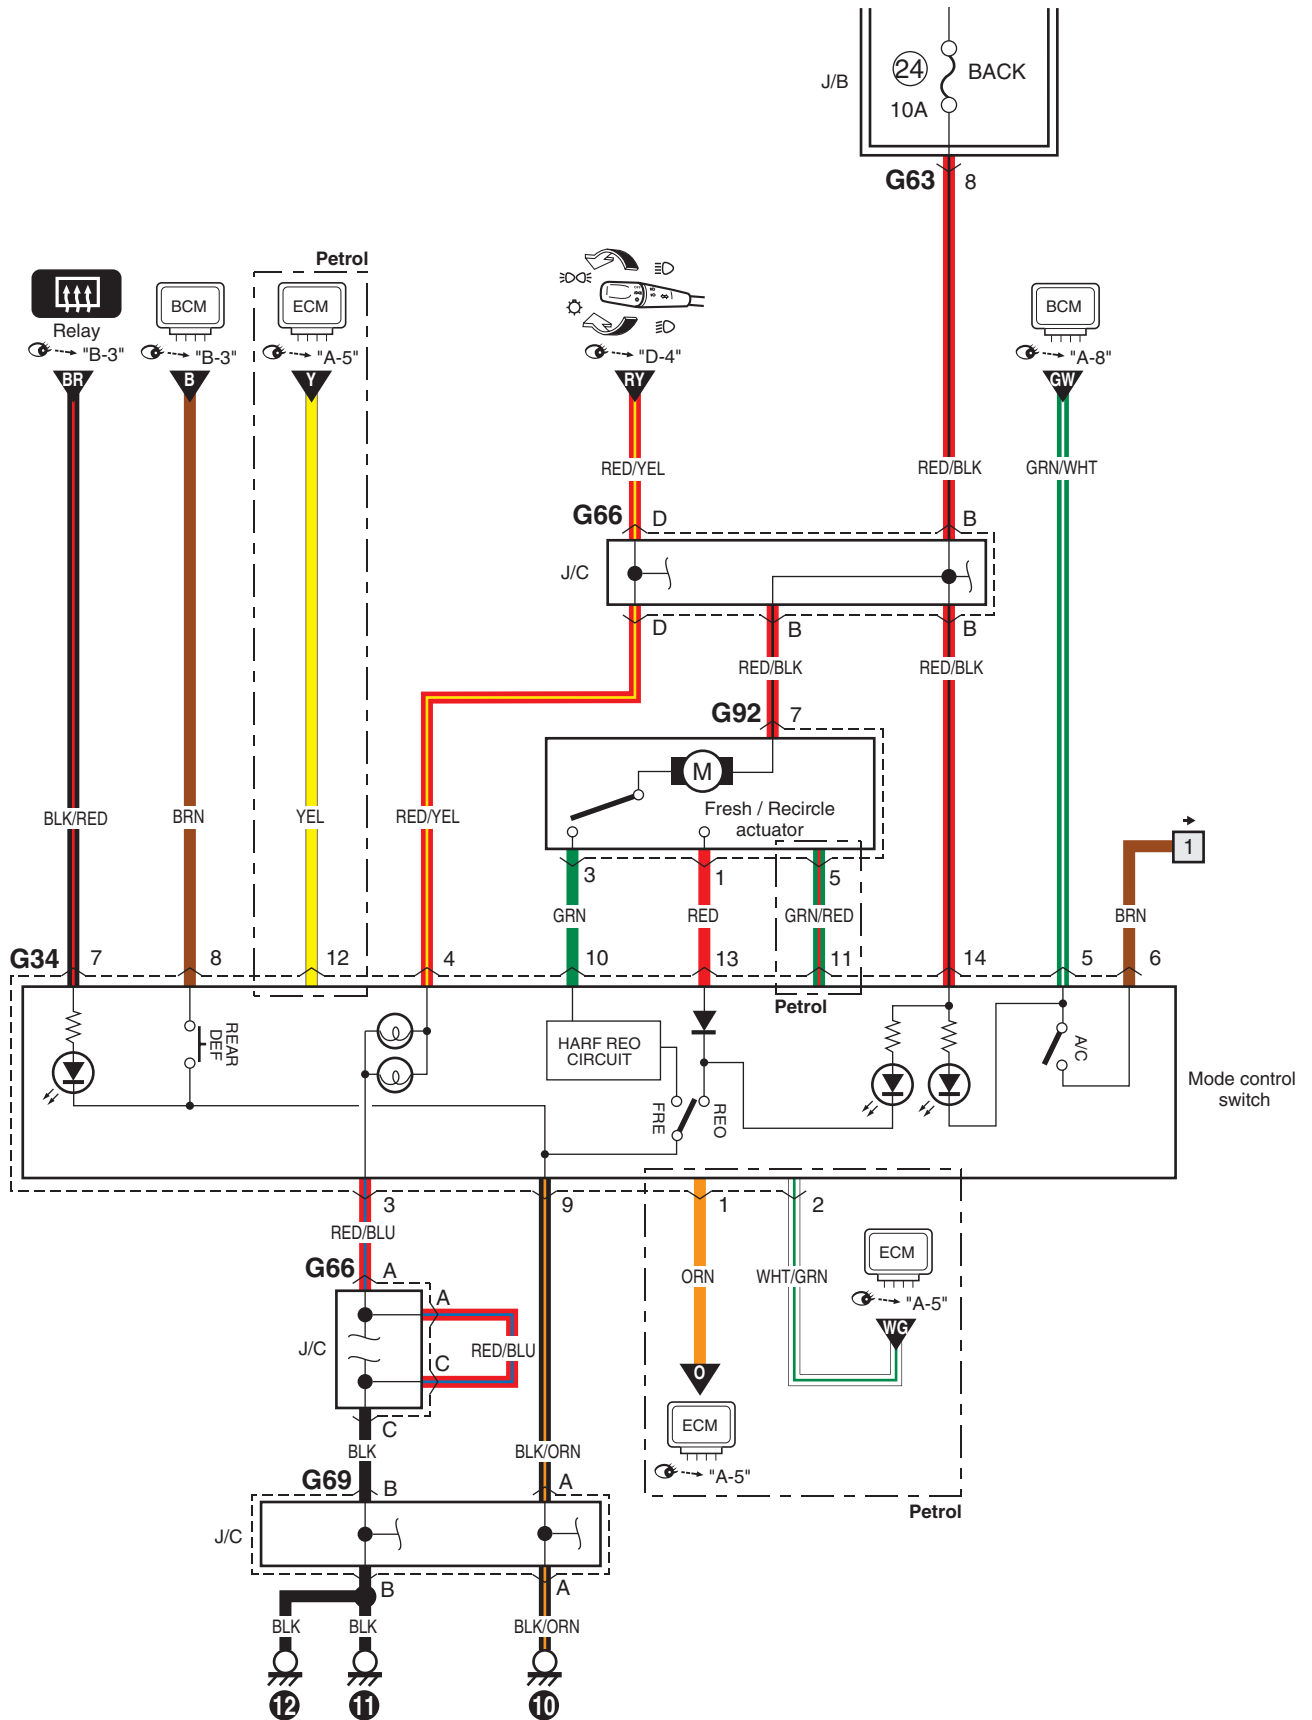 24
BACK
J/B
10A
G63
8
Petrol
BCM
ECM
BCM
Relay
"B-3"
"B-3"
"A-5"
"D-4"
"A-8"
BR
B
Y
RY
GW
RED/YEL
RED/BLK
GRN/WHT
G66
D
B
J/C
D
B
B
RED/BLK
RED/BLK
G92
7
M
Fresh / Recircle
actuator
BLK/RED
BRN
YEL
RED/YEL
1
3
1
5
GRN
RED
GRN/RED
BRN
G34
7
8
12
4
10
13
11
14
5
6
Petrol
REAR
DEF
HARF REO
CIRCUIT
A/C
FRE
REO
Mode control
switch
3
9
1
2
RED/BLU
G66
A
A
ECM
ORN
WHT/GRN
"A-5"
WG
J/C
RED/BLU
C
O
C
ECM
BLK
BLK/ORN
"A-5"
G69
B
A
Petrol
J/C
B
A
BLK
BLK
BLK/ORN
12
11
10